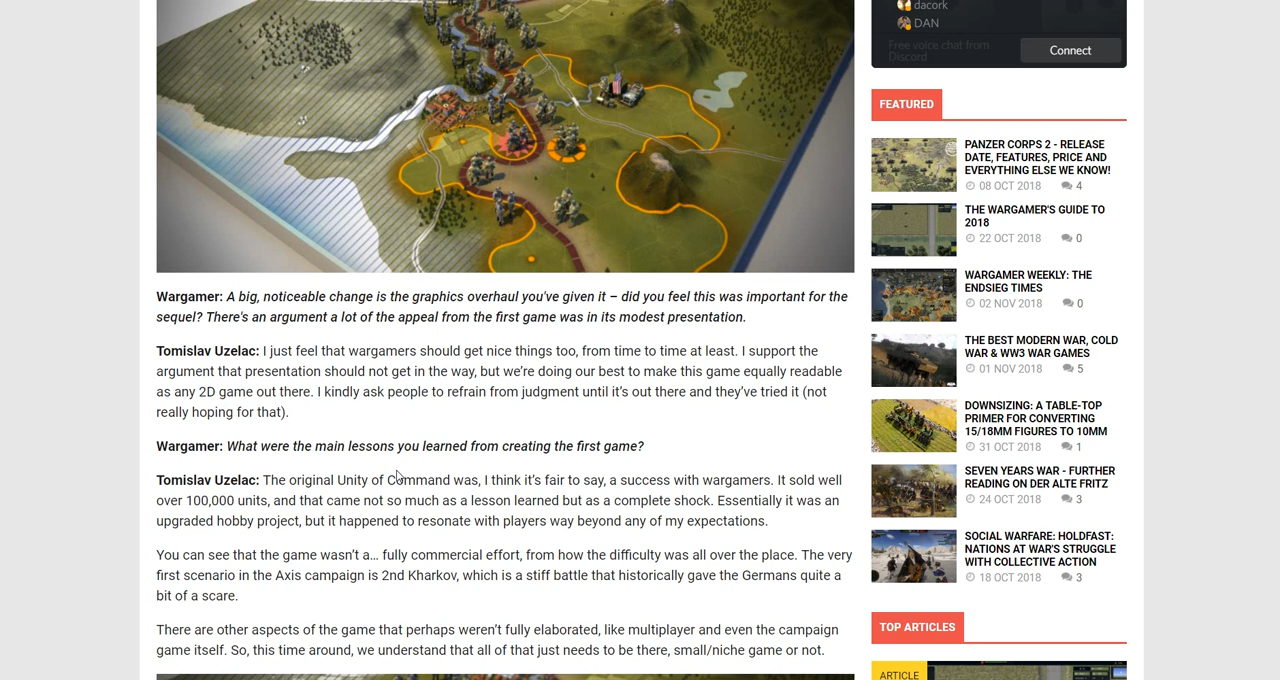 dacork
DAN
Free voice chat from
Discord
Connect
Wargamer: A big, noticeable change is the graphics overhaul you've given it – did you feel this was important for the
sequel? There's an argument a lot of the appeal from the first game was in its modest presentation.
Tomislav Uzelac: I just feel that wargamers should get nice things too, from time to time at least. I support the
argument that presentation should not get in the way, but we're doing our best to make this game equally readable
as any 2D game out there. I kindly ask people to refrain from judgment until it's out there and they've tried it (not
really hoping for that).
Wargamer: What were the main lessons you learned from creating the first game?
Tomislav Uzelac: The original Unity of Command was, I think it's fair to say, a success with wargamers. It sold well
over 100,000 units, and that came not so much as a lesson learned but as a complete shock. Essentially it was an
upgraded hobby project, but it happened to resonate with players way beyond any of my expectations.
You can see that the game wasn't a… fully commercial effort, from how the difficulty was all over the place. The very
first scenario in the Axis campaign is 2nd Kharkov, which is a stiff battle that historically gave the Germans quite a
bit of a scare.
There are other aspects of the game that perhaps weren't fully elaborated, like multiplayer and even the campaign
game itself. So, this time around, we understand that all of that just needs to be there, small/niche game or not.
FEATURED
PANZER CORPS 2 - RELEASE
DATE, FEATURES, PRICE AND
EVERYTHING ELSE WE KNOW!
08 OCT 2018 4
THE WARGAMER'S GUIDE TO
2018
22 OCT 2018 0
WARGAMER WEEKLY: THE
ENDSIEG TIMES
02 NOV 2018 0
THE BEST MODERN WAR, COLD
WAR & WW3 WAR GAMES
01 NOV 2018 5
DOWNSIZING: A TABLE-TOP
PRIMER FOR CONVERTING
15/18MM FIGURES TO 10MM
31 OCT 2018 1
SEVEN YEARS WAR - FURTHER
READING ON DER ALTE FRITZ
24 OCT 2018 3
SOCIAL WARFARE: HOLDFAST:
NATIONS AT WAR'S STRUGGLE
WITH COLLECTIVE ACTION
18 OCT 2018 3
TOP ARTICLES
ARTICLE